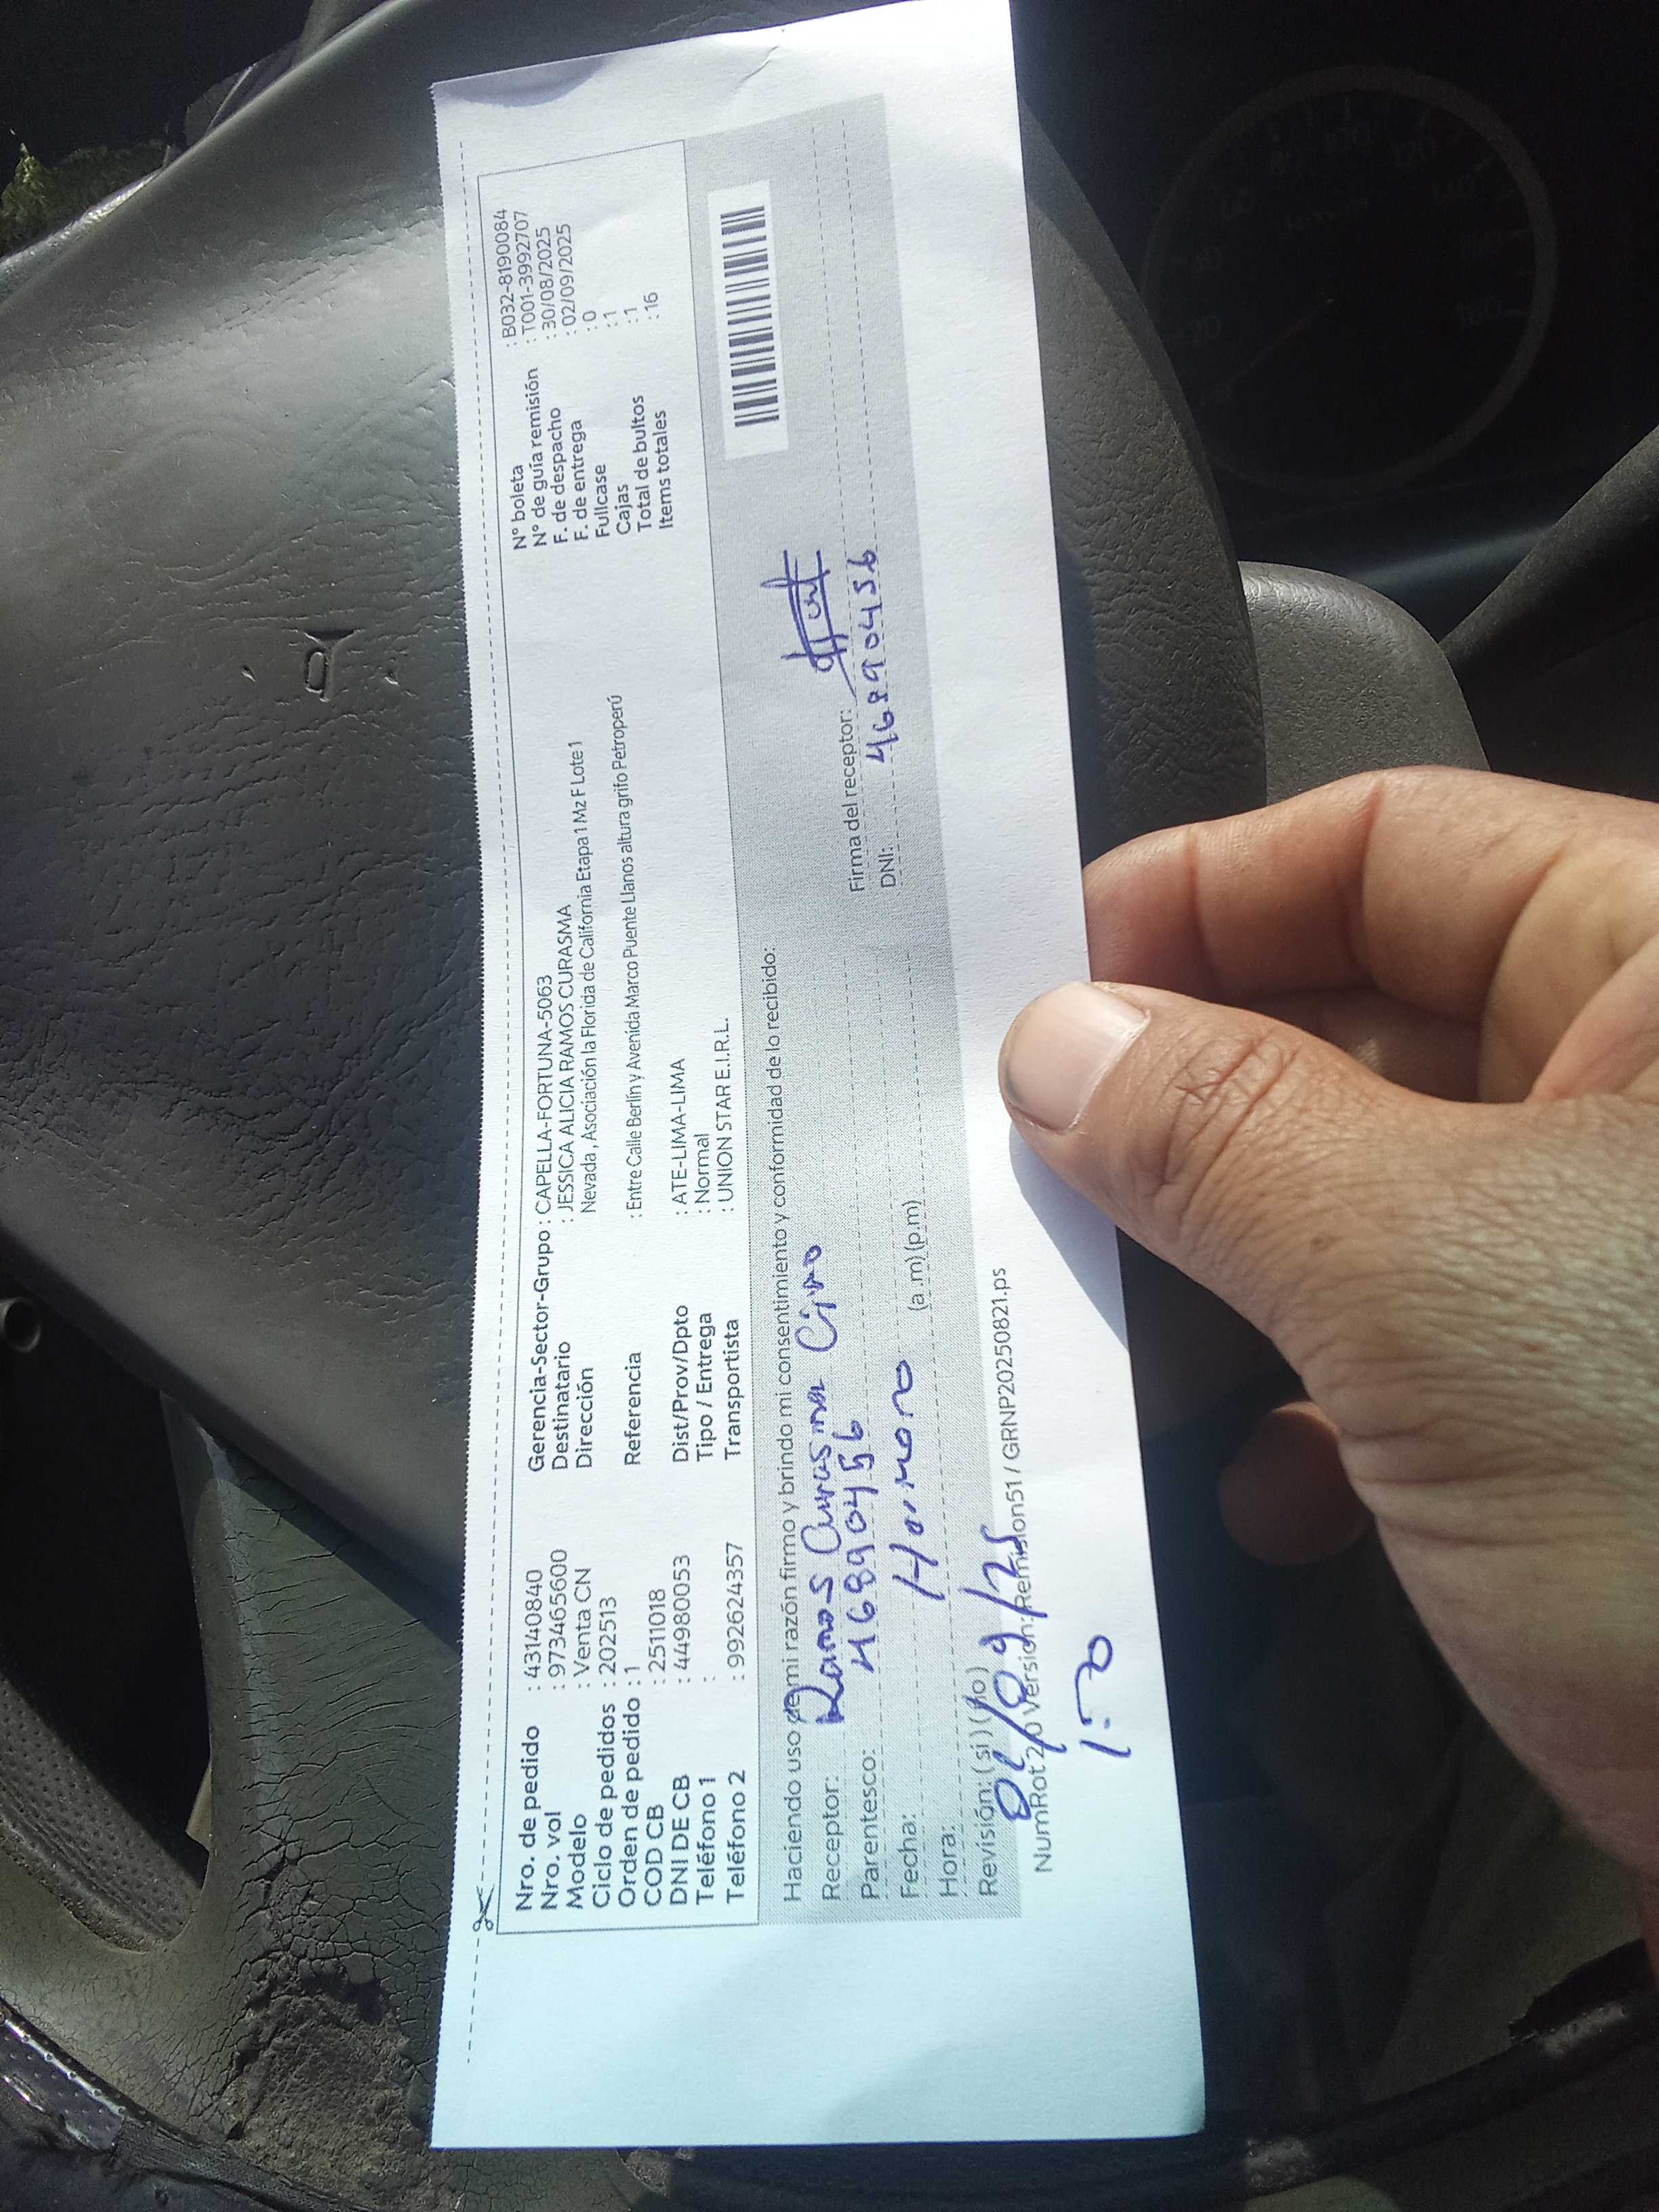 Nro. de pedido : 43140840
Nro. vol : 973465600
Modelo : Venta CN
Ciclo de pedidos : 202513
Orden de pedido : 1
COD CB : 2511018
DNI DE CB : 44980053
Teléfono 1 :
Teléfono 2 : 992624357
Gerencia-Sector-Grupo : CAPELLA-FORTUNA-5063
Destinatario : JESSICA ALICIA RAMOS CURASMA
Dirección Nevada , Asociación la Florida de California Etapa 1 Mz F Lote 1
Referencia : Entre Calle Berlín y Avenida Marco Puente Llanos altura grifo Petroperú
Dist/Prov/Dpto : ATE-LIMA-LIMA
Tipo / Entrega : Normal
Transportista : UNION STAR E.I.R.L.
N° boleta : B032-8190084
N° de guía remisión : T001-3992707
F. de despacho : 30/08/2025
F. de entrega : 02/09/2025
Fullcase : 0
Cajas : 1
Total de bultos : 1
Items totales : 16
Haciendo uso de mi razón firmo y brindo mi consentimiento y conformidad de lo recibido:
Receptor: Ramos Curasma Ciro
Parentesco: 46890456
Fecha: Hermano
Hora: (a .m) (p.m)
Revisión: (si ) (no )
Firma del receptor:
DNI: 46890456
NumRot 2.0 Version: Remision51 / GRNP20250821.ps
02/09/25